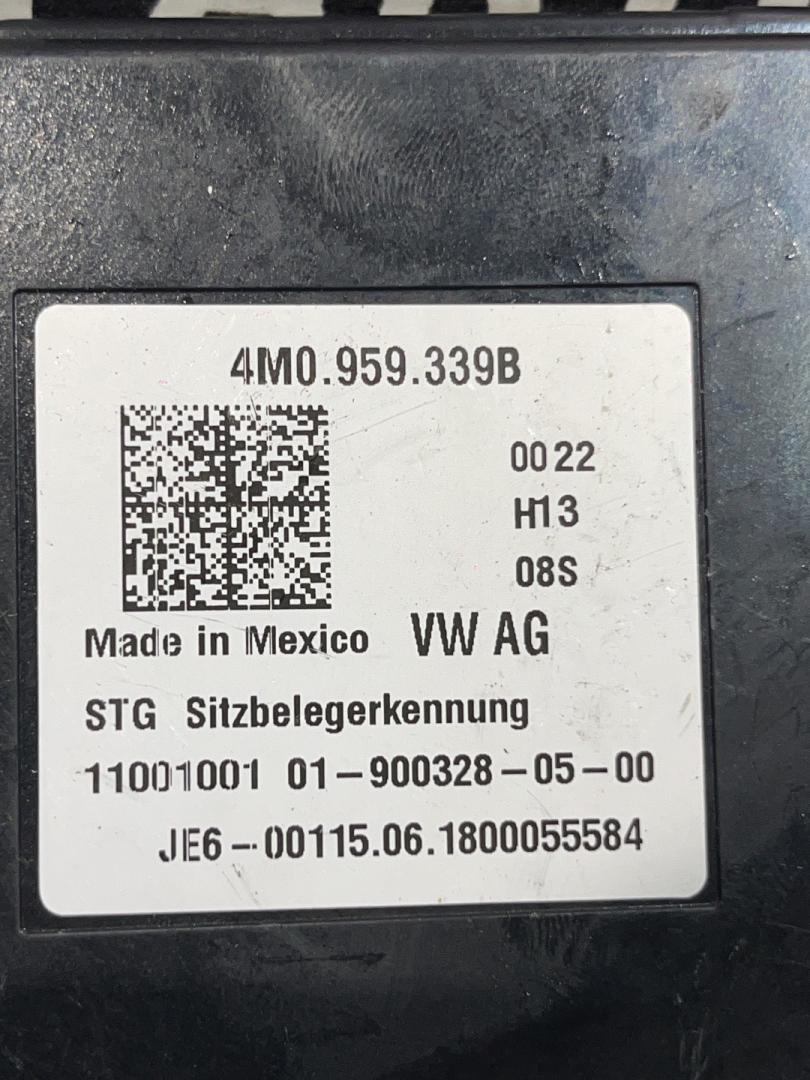 4M0.959.339B
0022
H13
08S
Made in Mexico VW AG
STG Sitzbelegerkennung
11001001 01-900328-05-00
JE6-00115.06.1800055584